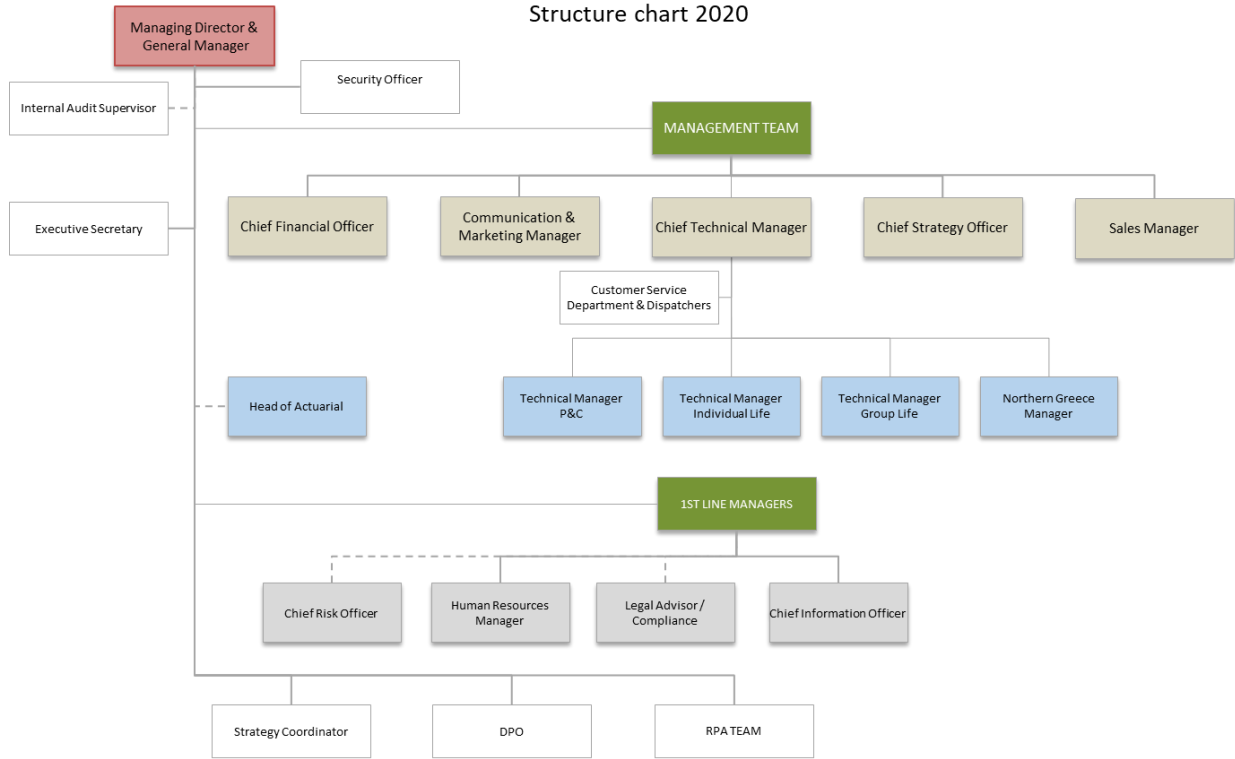 Structure chart 2020
Managing Director &
General Manager
Security Officer
Internal Audit Supervisor
MANAGEMENT TEAM
Executive Secretary
Chief Financial Officer
Communication &
Marketing Manager
Chief Technical Manager
Chief Strategy Officer
Sales Manager
Customer Service
Department & Dispatchers
Head of Actuarial
Technical Manager
P&C
Technical Manager
Individual Life
Technical Manager
Group Life
Northern Greece
Manager
1ST LINE MANAGERS
Chief Risk Officer
Human Resources
Manager
Legal Advisor /
Compliance
Chief Information Officer
Strategy Coordinator
DPO
RPA TEAM